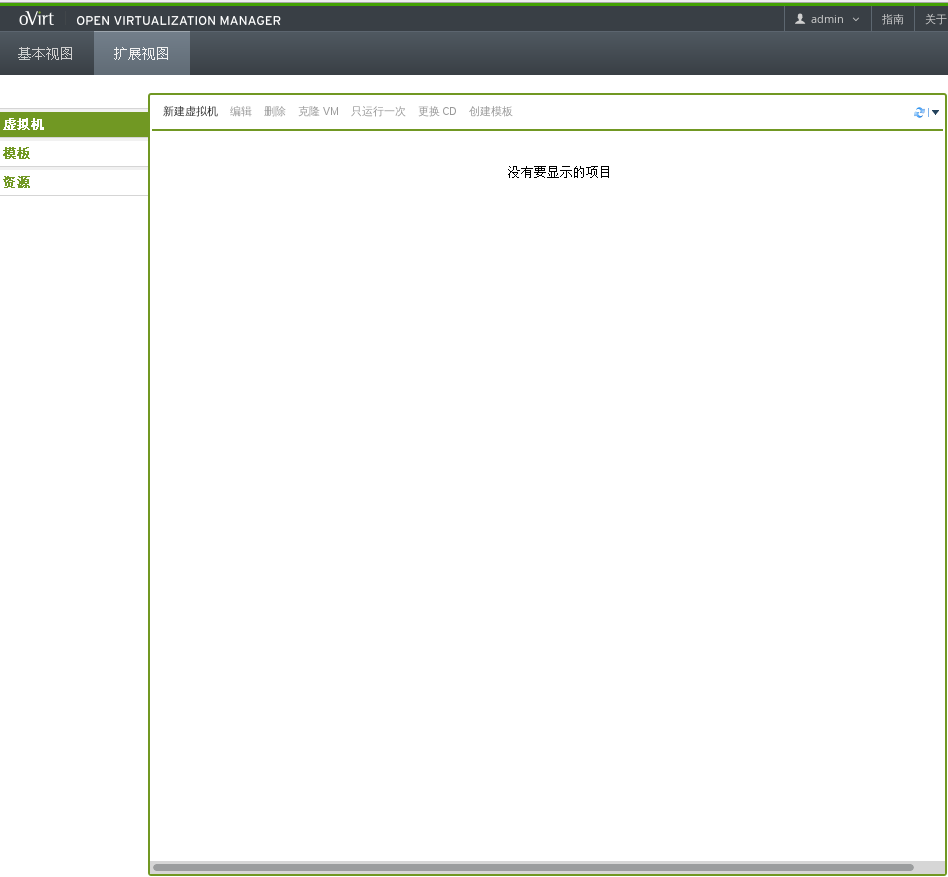 oVirt OPEN VIRTUALIZATION MANAGER admin 指南 关于
基本视图 扩展视图
新建虚拟机 编辑 删除 克隆 VM 只运行一次 更换 CD 创建模板
虚拟机
模板
资源
没有要显示的项目